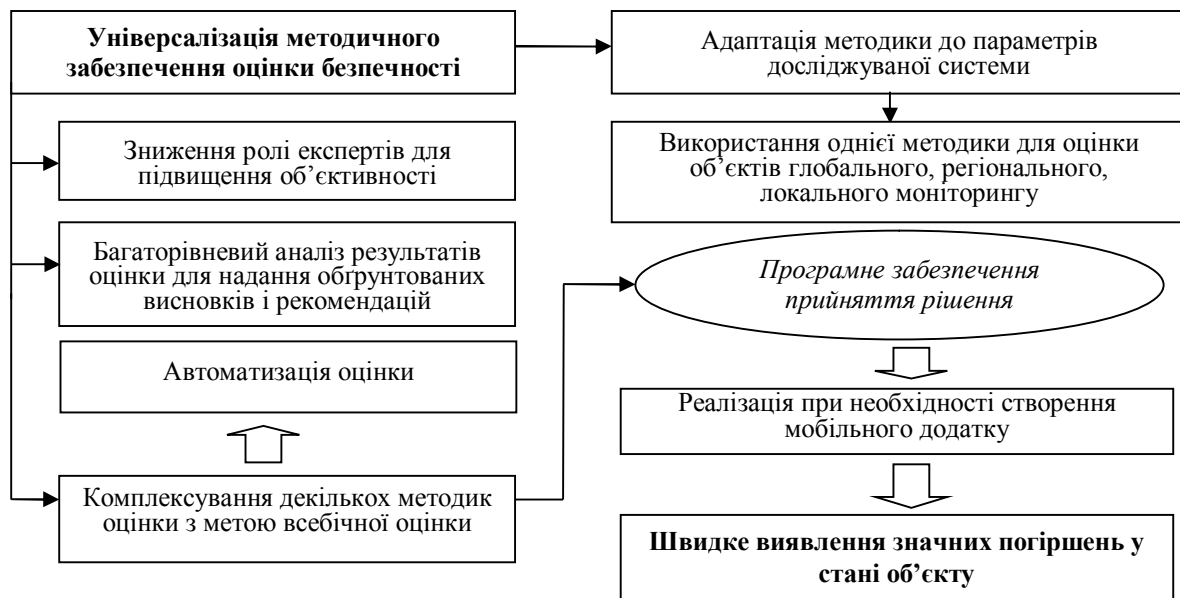 Універсалізація методичного
забезпечення оцінки безпечності
Адаптація методики до параметрів
досліджуваної системи
Зниження ролі експертів для
підвищення об’єктивності
Використання однієї методики для оцінки
об’єктів глобального, регіонального,
локального моніторингу
Багаторівневий аналіз результатів
оцінки для надання обґрунтованих
висновків і рекомендацій
Програмне забезпечення
прийняття рішення
Автоматизація оцінки
Реалізація при необхідності створення
мобільного додатку
Комплексування декількох методик
оцінки з метою всебічної оцінки
Швидке виявлення значних погіршень у
стані об’єкту